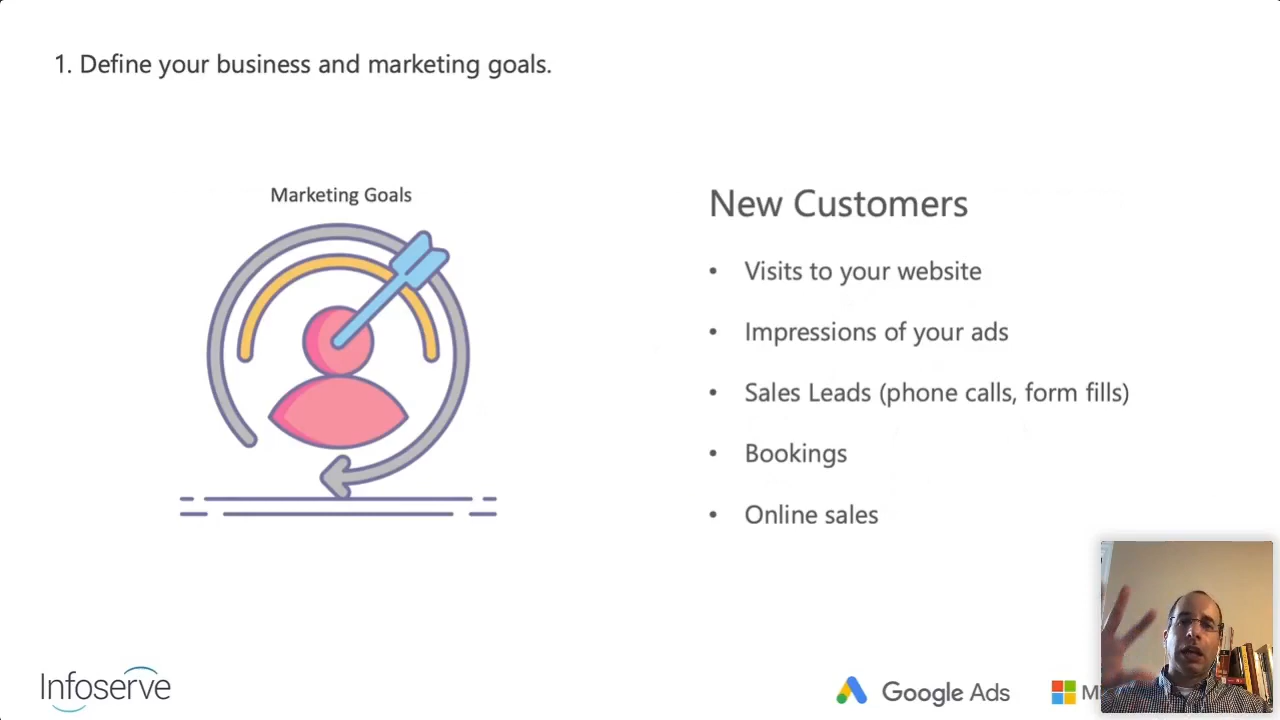 1. Define your business and marketing goals.
Marketing Goals
New Customers
• Visits to your website
• Impressions of your ads
• Sales Leads (phone calls, form fills)
• Bookings
• Online sales
Infoserve
Google Ads